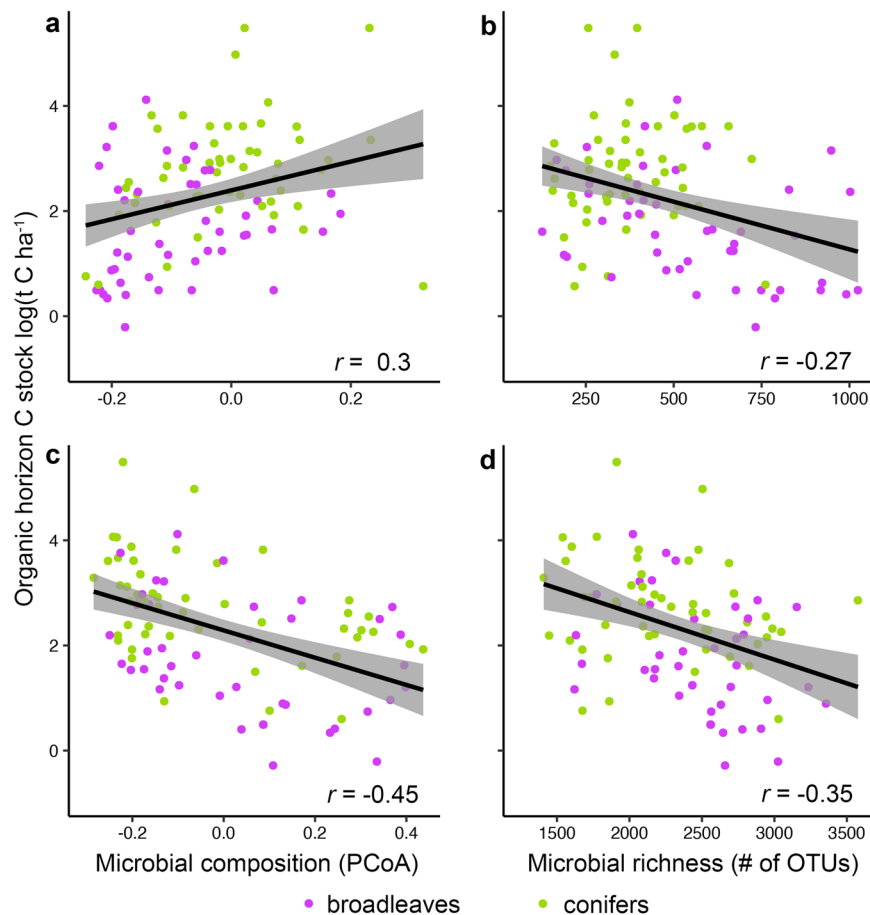 a
b
Organic horizon C stock log(t C ha⁻¹)
4
2
0
r = 0.3
r = -0.27
-0.2 0.0 0.2
250 500 750 1000
c
d
4
2
0
r = -0.45
r = -0.35
-0.2 0.0 0.2 0.4
1500 2000 2500 3000 3500
Microbial composition (PCoA)
Microbial richness (# of OTUs)
broadleaves conifers